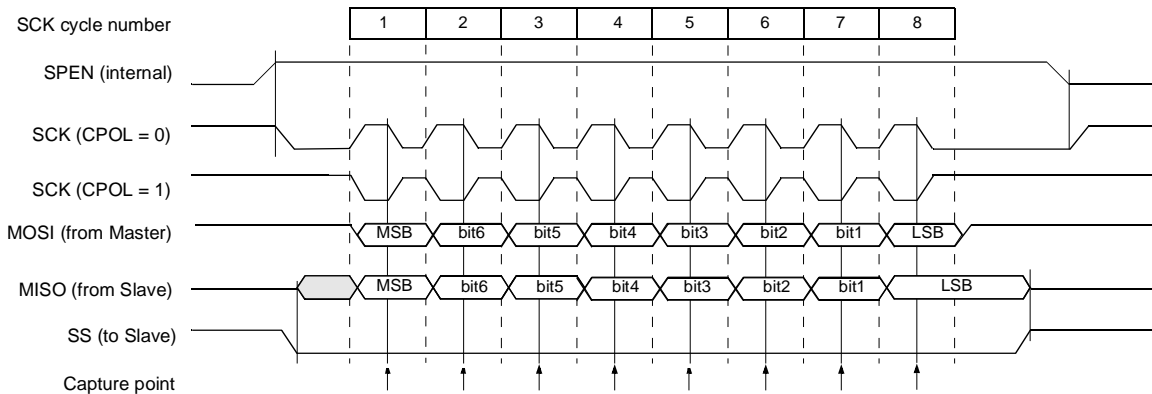 SCK cycle number 1 2 3 4 5 6 7 8
SPEN (internal)
SCK (CPOL = 0)
SCK (CPOL = 1)
MOSI (from Master) MSB bit6 bit5 bit4 bit3 bit2 bit1 LSB
MISO (from Slave) MSB bit6 bit5 bit4 bit3 bit2 bit1 LSB
SS (to Slave)
Capture point